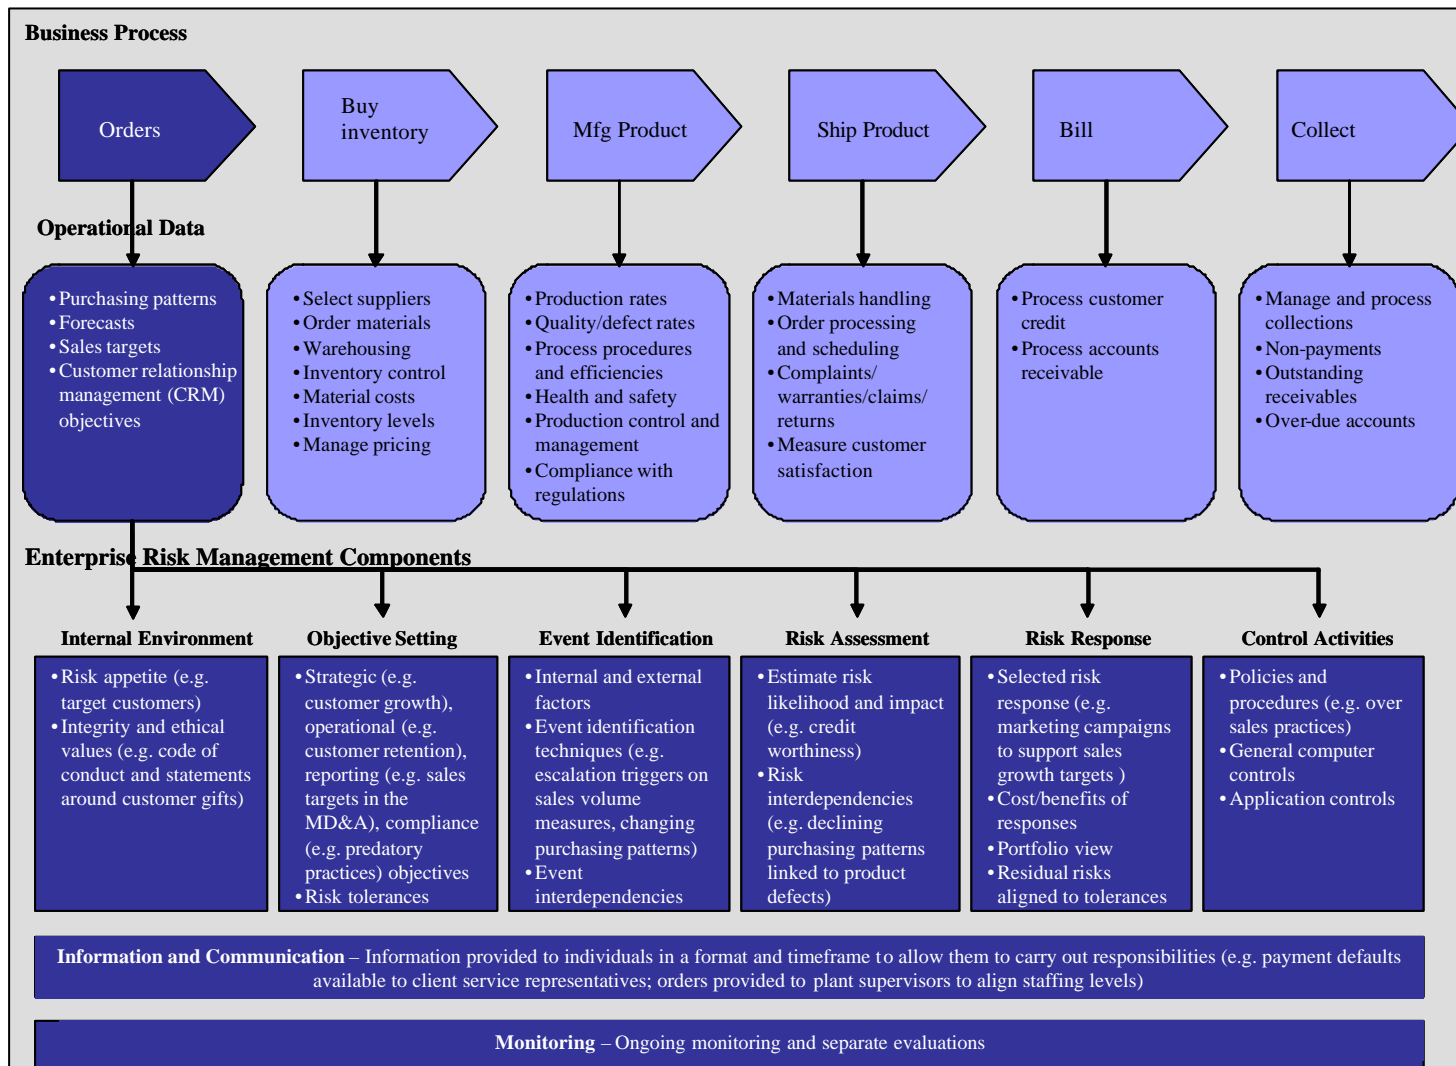 Business Process
Orders
Buy
inventory
Mfg Product
Ship Product
Bill
Collect
Operational Data
• Purchasing patterns
• Forecasts
• Sales targets
• Customer relationship
management (CRM)
objectives
• Select suppliers
• Order materials
• Warehousing
• Inventory control
• Material costs
• Inventory levels
• Manage pricing
• Production rates
• Quality/defect rates
• Process procedures
and efficiencies
• Health and safety
• Production control and
management
• Compliance with
regulations
• Materials handling
• Order processing
and scheduling
• Complaints/
warranties/claims/
returns
• Measure customer
satisfaction
• Process customer
credit
• Process accounts
receivable
• Manage and process
collections
• Non-payments
• Outstanding
receivables
• Over-due accounts
Enterprise Risk Management Components
Internal Environment
• Risk appetite (e.g.
target customers)
• Integrity and ethical
values (e.g. code of
conduct and statements
around customer gifts)
Objective Setting
• Strategic (e.g.
customer growth),
operational (e.g.
customer retention),
reporting (e.g. sales
targets in the
MD&A), compliance
(e.g. predatory
practices) objectives
• Risk tolerances
Event Identification
• Internal and external
factors
• Event identification
techniques (e.g.
escalation triggers on
sales volume
measures, changing
purchasing patterns)
• Event
interdependencies
Risk Assessment
• Estimate risk
likelihood and impact
(e.g. credit
worthiness)
• Risk
interdependencies
(e.g. declining
purchasing patterns
linked to product
defects)
Risk Response
• Selected risk
response (e.g.
marketing campaigns
to support sales
growth targets )
• Cost/benefits of
responses
• Portfolio view
• Residual risks
aligned to tolerances
Control Activities
• Policies and
procedures (e.g. over
sales practices)
• General computer
controls
• Application controls
Information and Communication – Information provided to individuals in a format and timeframe to allow them to carry out responsibilities (e.g. payment defaults
available to client service representatives; orders provided to plant supervisors to align staffing levels)
Monitoring – Ongoing monitoring and separate evaluations